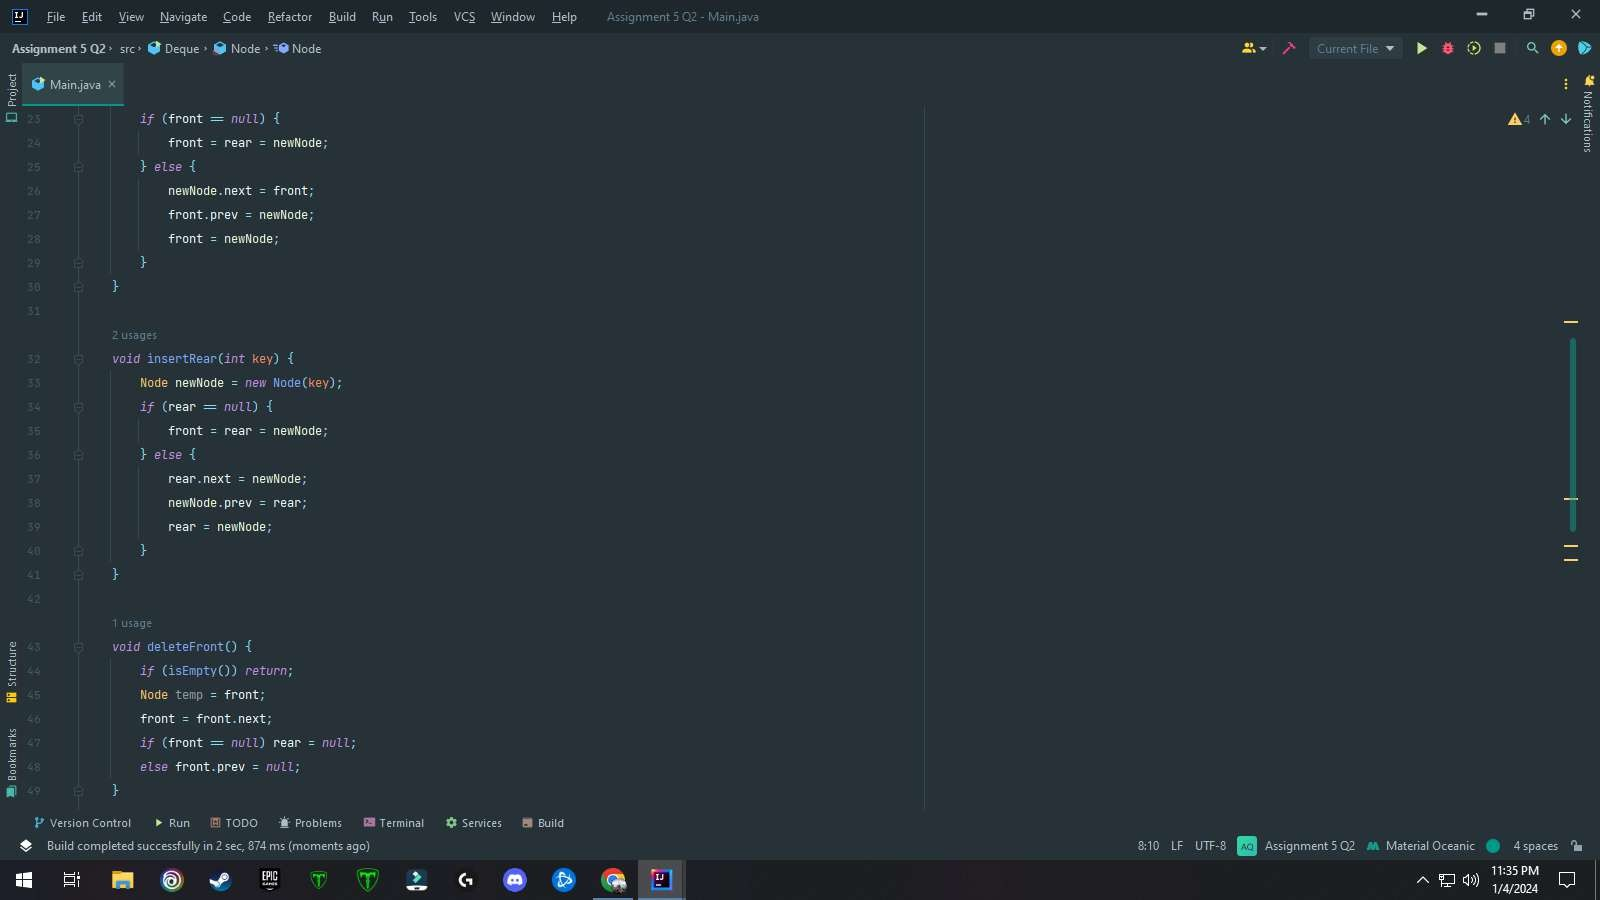 File Edit View Navigate Code Refactor Build Run Tools VCS Window Help Assignment 5 Q2 - Main.java
Assignment 5 Q2 › src › Deque › Node › Node Current File
Project
Main.java ×
Notifications
4
23 if (front == null) {
24 front = rear = newNode;
25 } else {
26 newNode.next = front;
27 front.prev = newNode;
28 front = newNode;
29 }
30 }
31
2 usages
32 void insertRear(int key) {
33 Node newNode = new Node(key);
34 if (rear == null) {
35 front = rear = newNode;
36 } else {
37 rear.next = newNode;
38 newNode.prev = rear;
39 rear = newNode;
40 }
41 }
42
1 usage
43 void deleteFront() {
44 if (isEmpty()) return;
45 Node temp = front;
46 front = front.next;
47 if (front == null) rear = null;
48 else front.prev = null;
49 }
Structure
Bookmarks
Version Control Run TODO Problems Terminal Services Build
Build completed successfully in 2 sec, 874 ms (moments ago) 8:10 LF UTF-8 AQ Assignment 5 Q2 Material Oceanic 4 spaces
EPIC GAMES
IJ
11:35 PM
1/4/2024